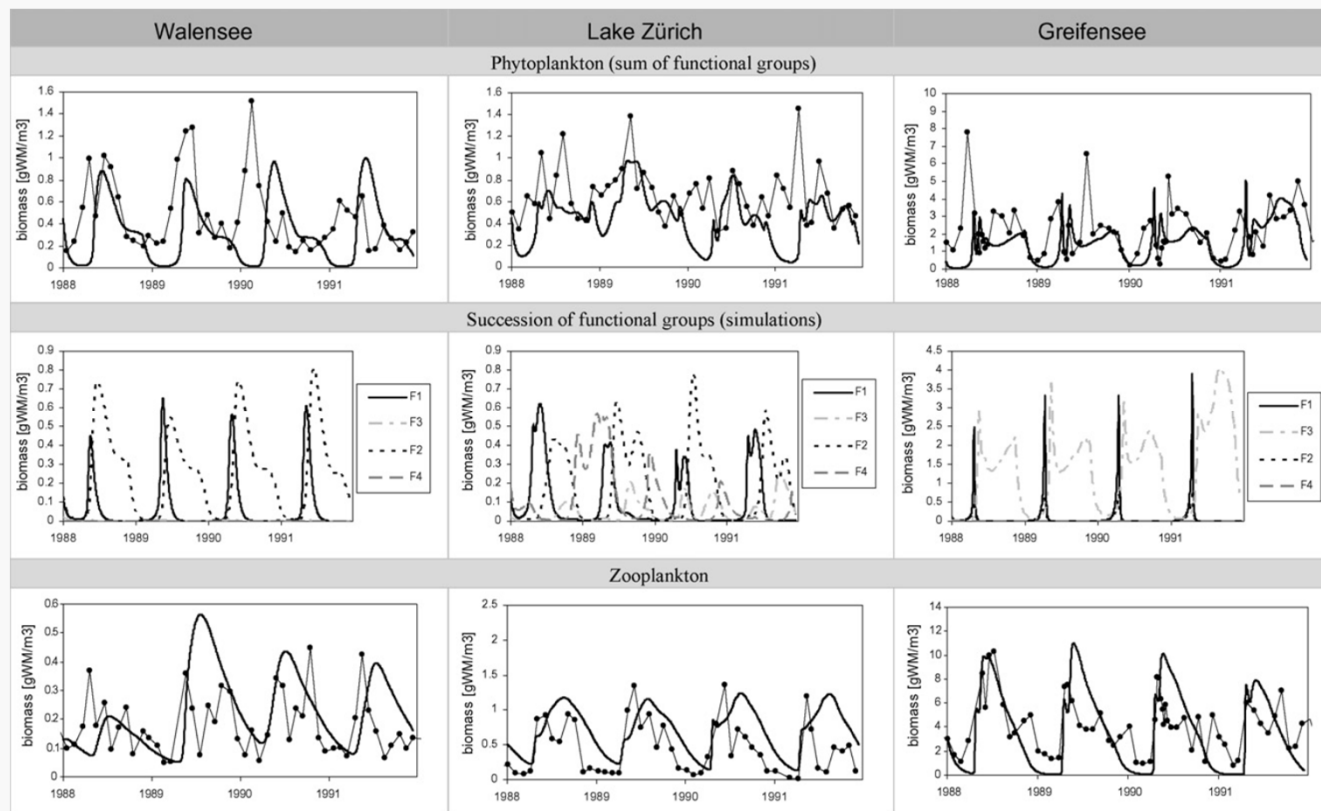 Walensee
Lake Zürich
Greifensee
Phytoplankton (sum of functional groups)
biomass [gWM/m3]
1.6
1.4
1.2
1
0.8
0.6
0.4
0.2
0
1988 1989 1990 1991
biomass [gWM/m3]
1.6
1.4
1.2
1
0.8
0.6
0.4
0.2
0
1988 1989 1990 1991
biomass [gWM/m3]
10
9
8
7
6
5
4
3
2
1
0
1988 1989 1990 1991
Succession of functional groups (simulations)
biomass [gWM/m3]
0.9
0.8
0.7
0.6
0.5
0.4
0.3
0.2
0.1
0
1988 1989 1990 1991
F1
F3
F2
F4
biomass [gWM/m3]
0.9
0.8
0.7
0.6
0.5
0.4
0.3
0.2
0.1
0
1988 1989 1990 1991
F1
F3
F2
F4
biomass [gWM/m3]
4.5
4
3.5
3
2.5
2
1.5
1
0.5
0
1988 1989 1990 1991
F1
F3
F2
F4
Zooplankton
biomass [gWM/m3]
0.6
0.5
0.4
0.3
0.2
0.1
0
1988 1989 1990 1991
biomass [gWM/m3]
2.5
2
1.5
1
0.5
0
1988 1989 1990 1991
biomass [gWM/m3]
14
12
10
8
6
4
2
0
1988 1989 1990 1991